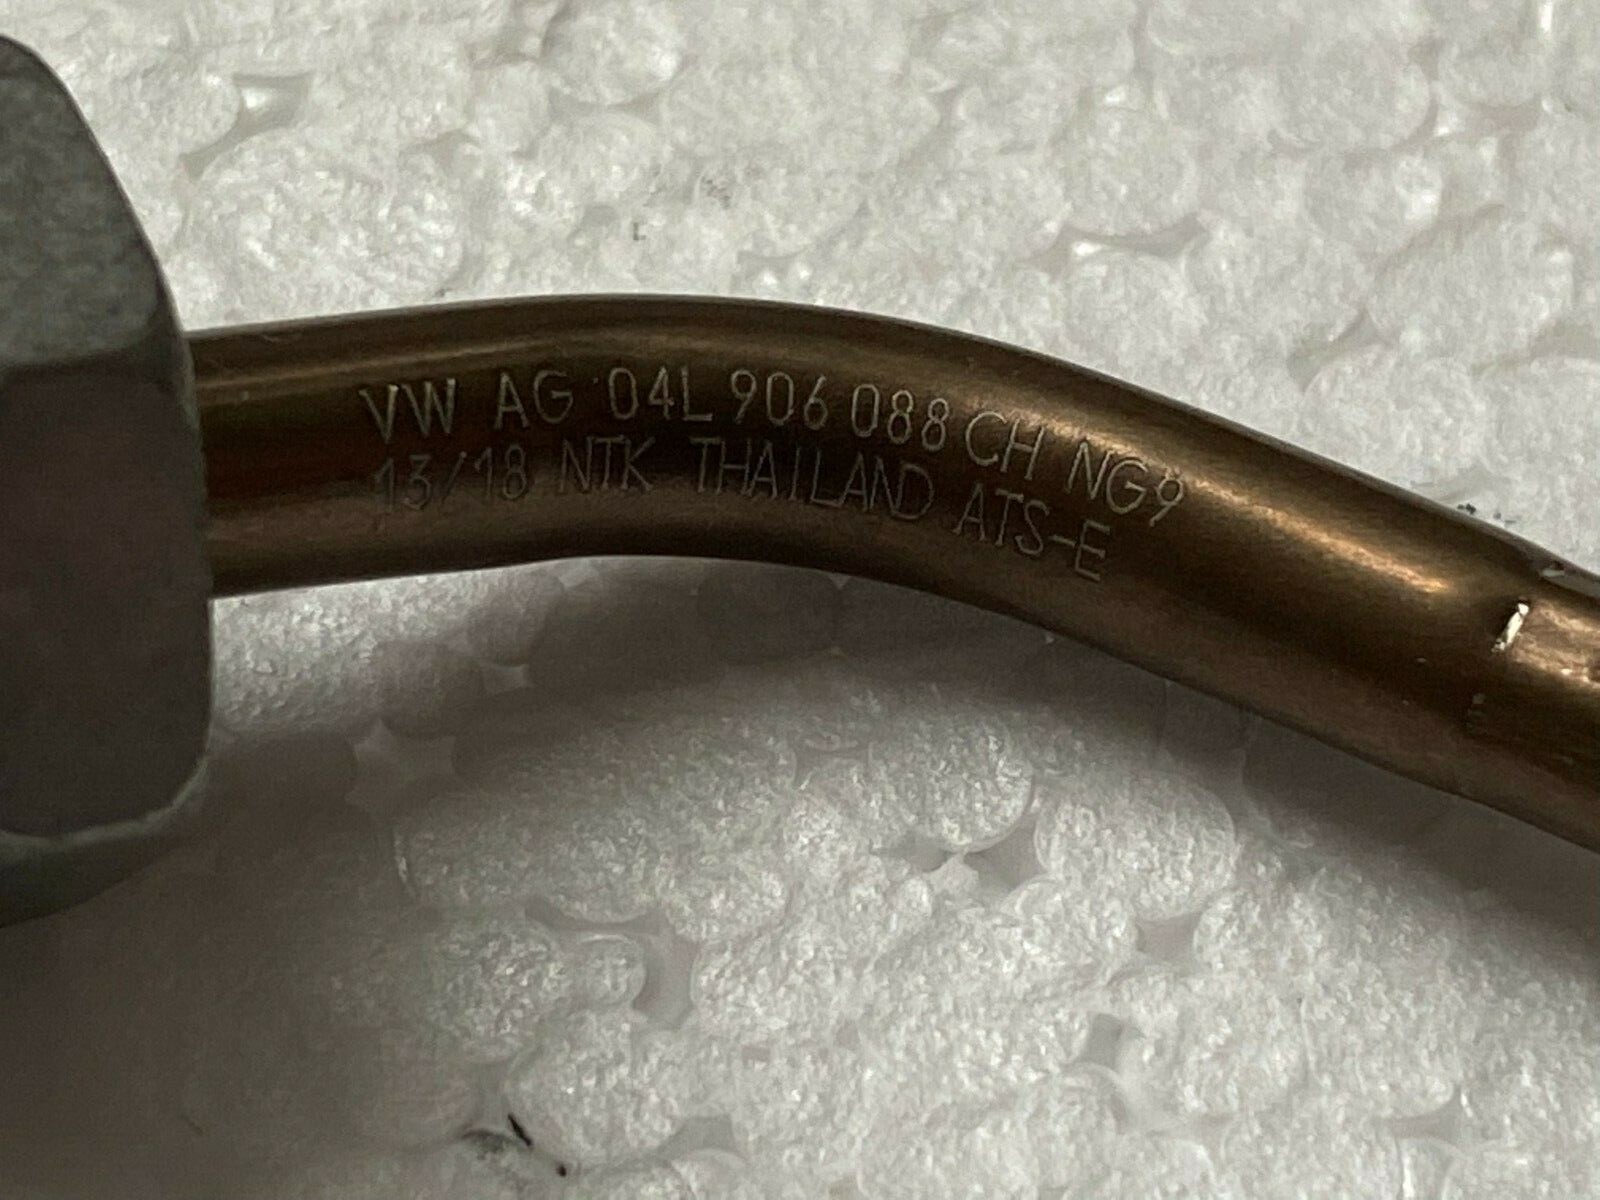 VW AG 04L 906 088 CH NG9
13/18 NTK THAILAND ATS-E